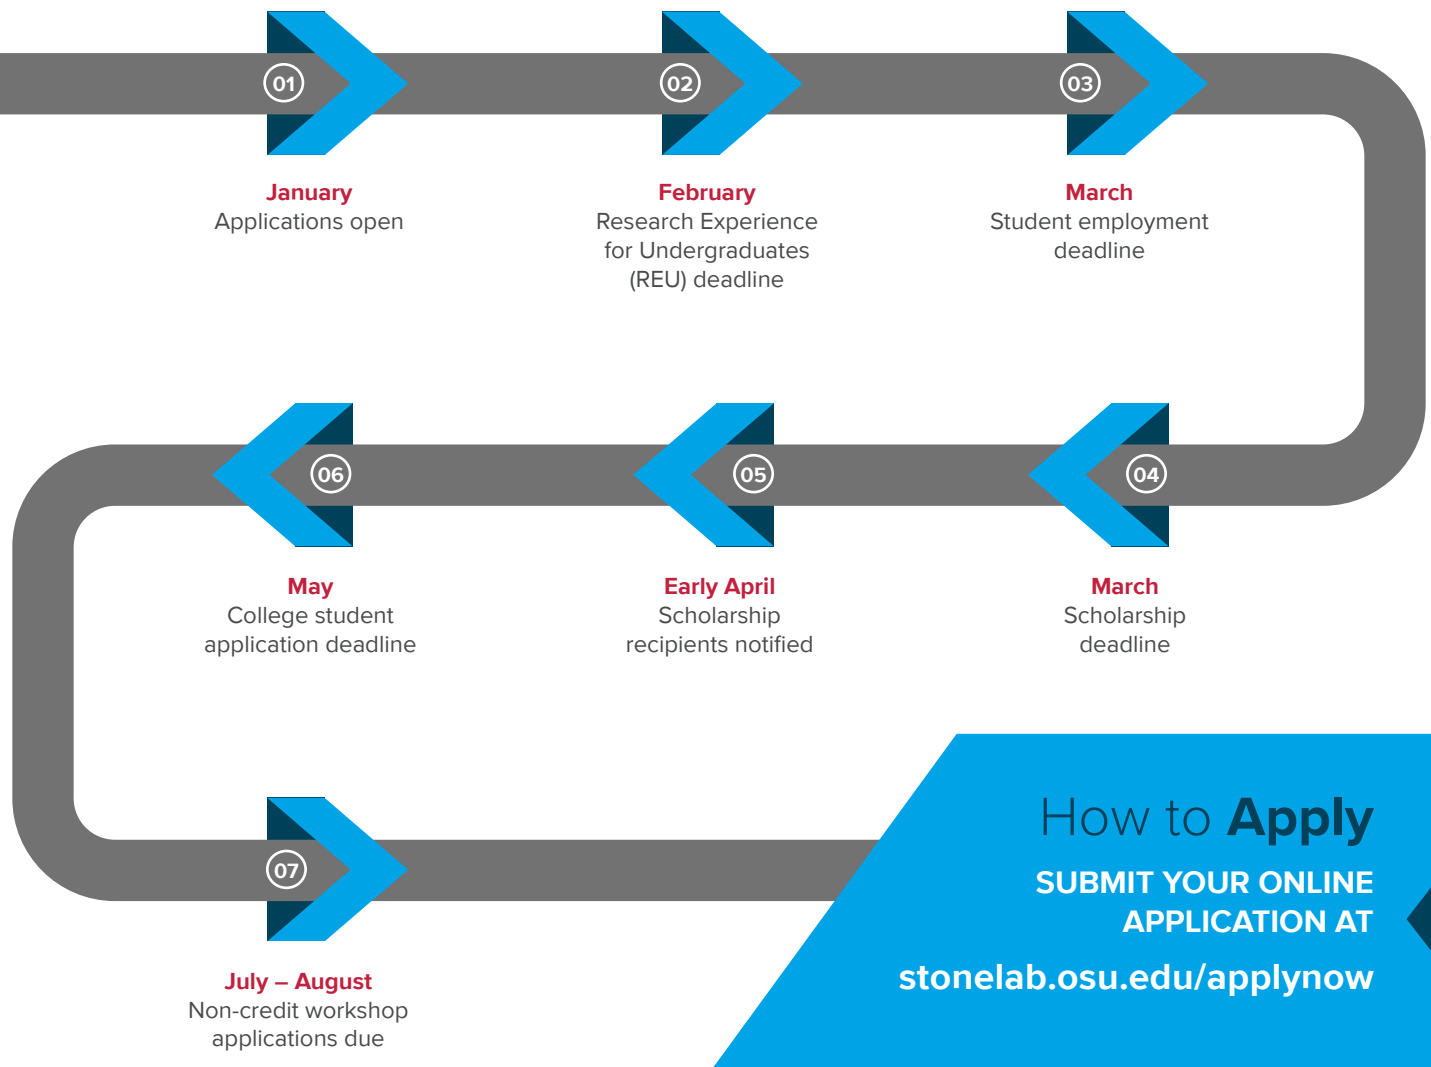 01
January
Applications open
02
February
Research Experience
for Undergraduates
(REU) deadline
03
March
Student employment
deadline
04
March
Scholarship
deadline
05
Early April
Scholarship
recipients notified
06
May
College student
application deadline
07
July – August
Non-credit workshop
applications due
How to Apply
SUBMIT YOUR ONLINE
APPLICATION AT
stonelab.osu.edu/applynow